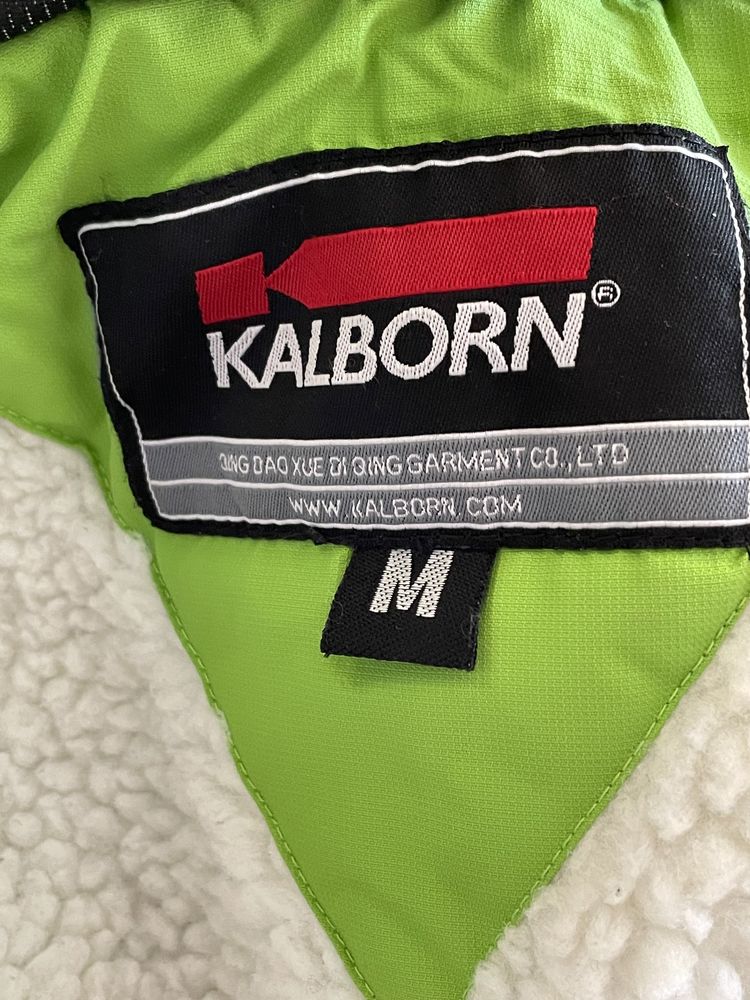 KALBORN®
QING DAO XUE DI QING GARMENT CO.,LTD
WWW.KALBORN.COM
M